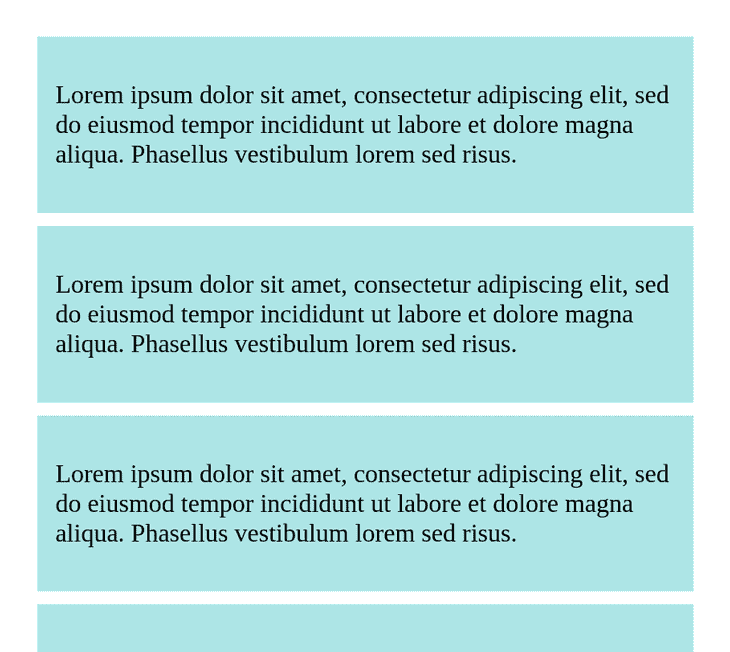 Lorem ipsum dolor sit amet, consectetur adipiscing elit, sed
do eiusmod tempor incididunt ut labore et dolore magna
aliqua. Phasellus vestibulum lorem sed risus.
Lorem ipsum dolor sit amet, consectetur adipiscing elit, sed
do eiusmod tempor incididunt ut labore et dolore magna
aliqua. Phasellus vestibulum lorem sed risus.
Lorem ipsum dolor sit amet, consectetur adipiscing elit, sed
do eiusmod tempor incididunt ut labore et dolore magna
aliqua. Phasellus vestibulum lorem sed risus.